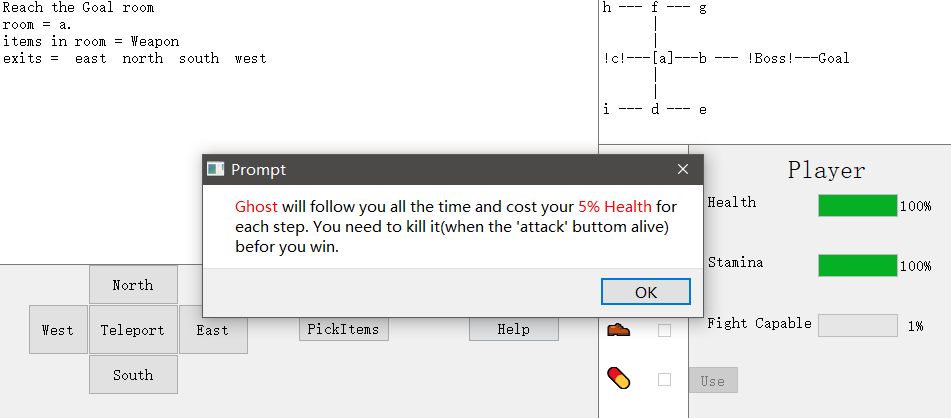 Reach the Goal room
room = a.
items in room = Weapon
exits =  east  north  south  west
h --- f --- g
|
|
!c!---[a]---b --- !Boss!---Goal
|
|
i --- d --- e
Prompt
Ghost will follow you all the time and cost your 5% Health for
each step. You need to kill it(when the 'attack' buttom alive)
befor you win.
OK
Player
Health 100%
Stamina 100%
Fight Capable 1%
North
West Teleport East
South
PickItems
Help
Use